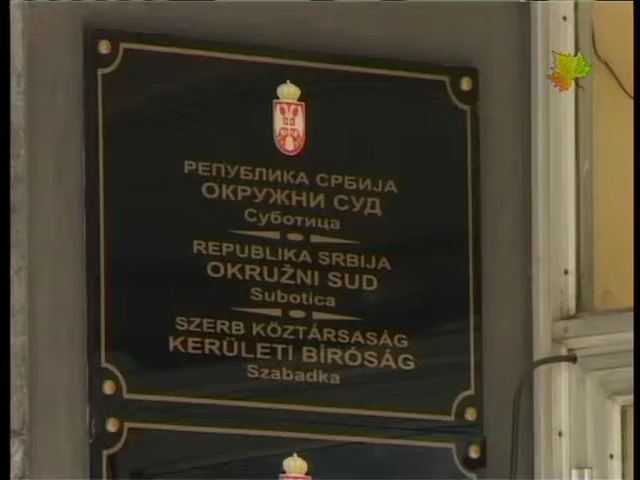 РЕПУБЛИКА СРБИЈА
ОКРУЖНИ СУД
Суботица
REPUBLIKA SRBIJA
OKRUŽNI SUD
Subotica
SZERB KÖZTÁRSASÁG
KERÜLETI BÍRÓSÁG
Szabadka